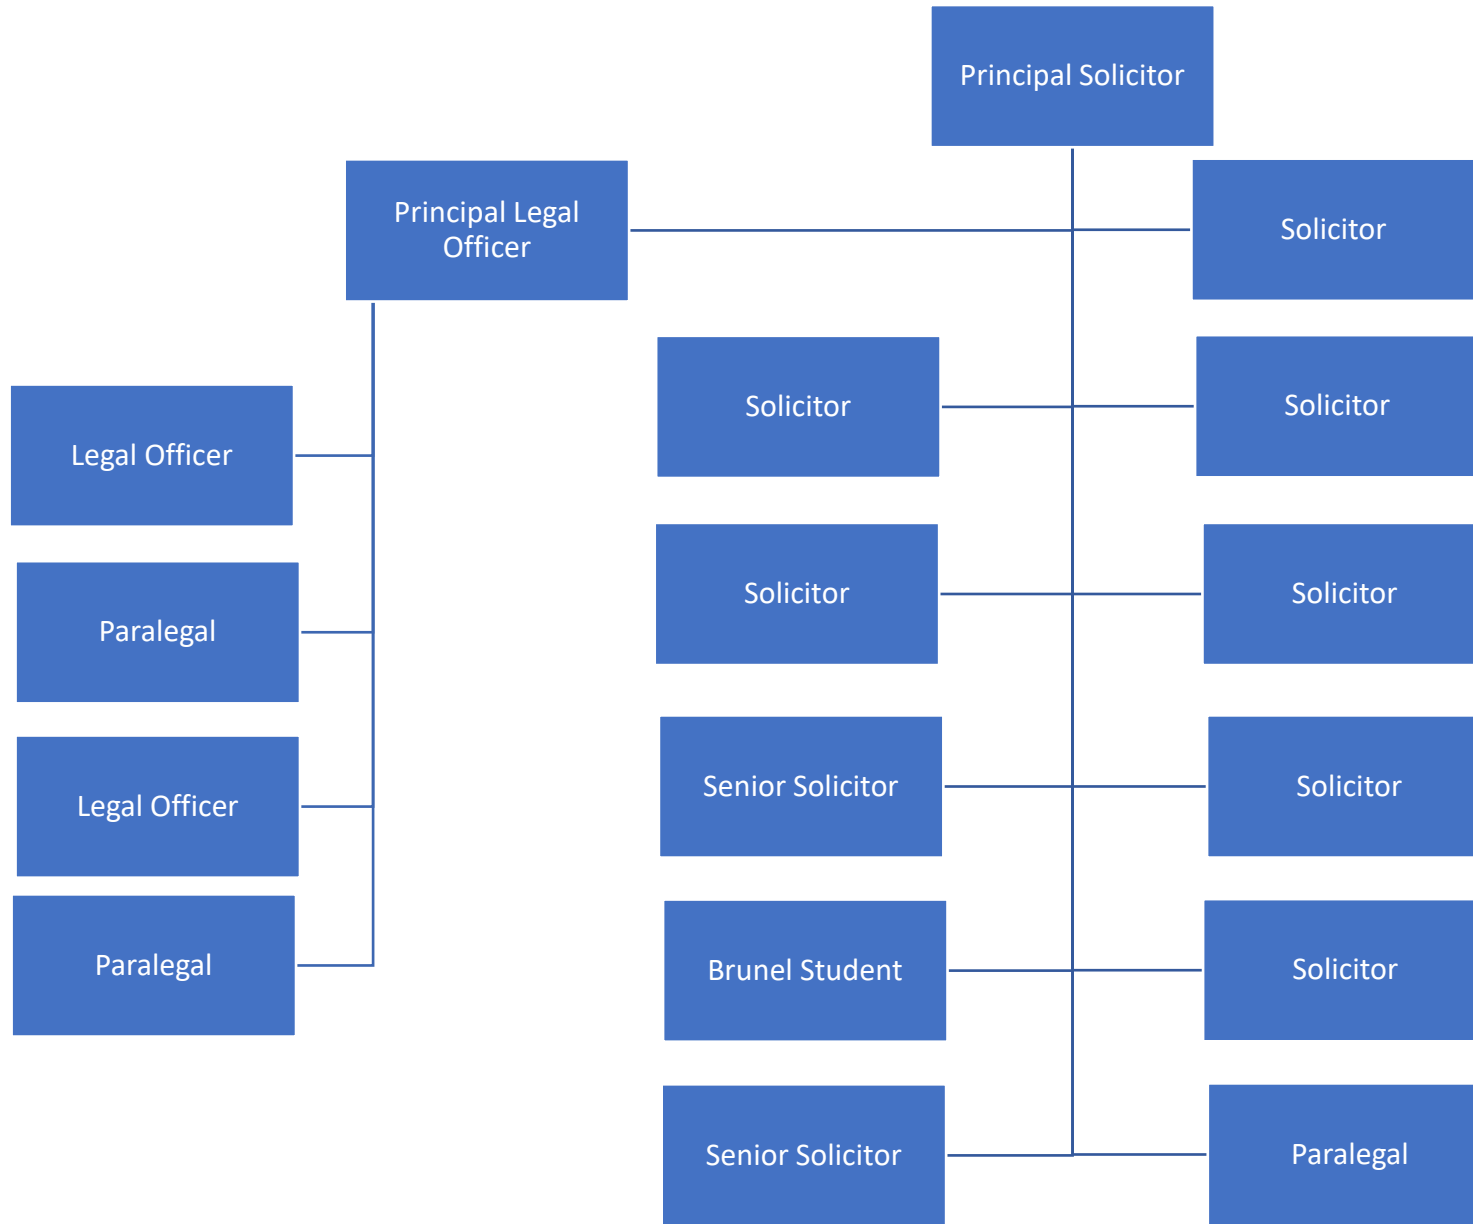 Principal Solicitor
Principal Legal
Officer
Solicitor
Solicitor
Solicitor
Legal Officer
Solicitor
Solicitor
Paralegal
Senior Solicitor
Solicitor
Legal Officer
Brunel Student
Solicitor
Paralegal
Senior Solicitor
Paralegal